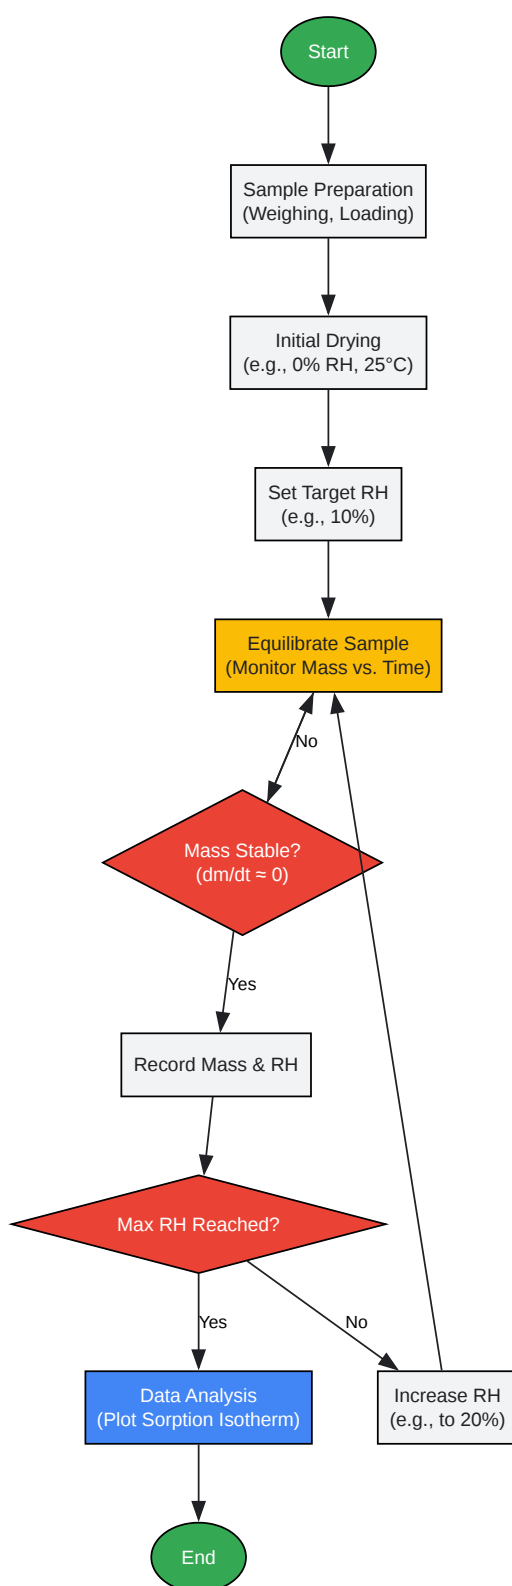 Start
Sample Preparation
(Weighing, Loading)
Initial Drying
(e.g., 0% RH, 25°C)
Set Target RH
(e.g., 10%)
Equilibrate Sample
(Monitor Mass vs. Time)
No
Mass Stable?
(dm/dt ≈ 0)
Yes
Record Mass & RH
Max RH Reached?
Yes
No
Data Analysis
(Plot Sorption Isotherm)
Increase RH
(e.g., to 20%)
End